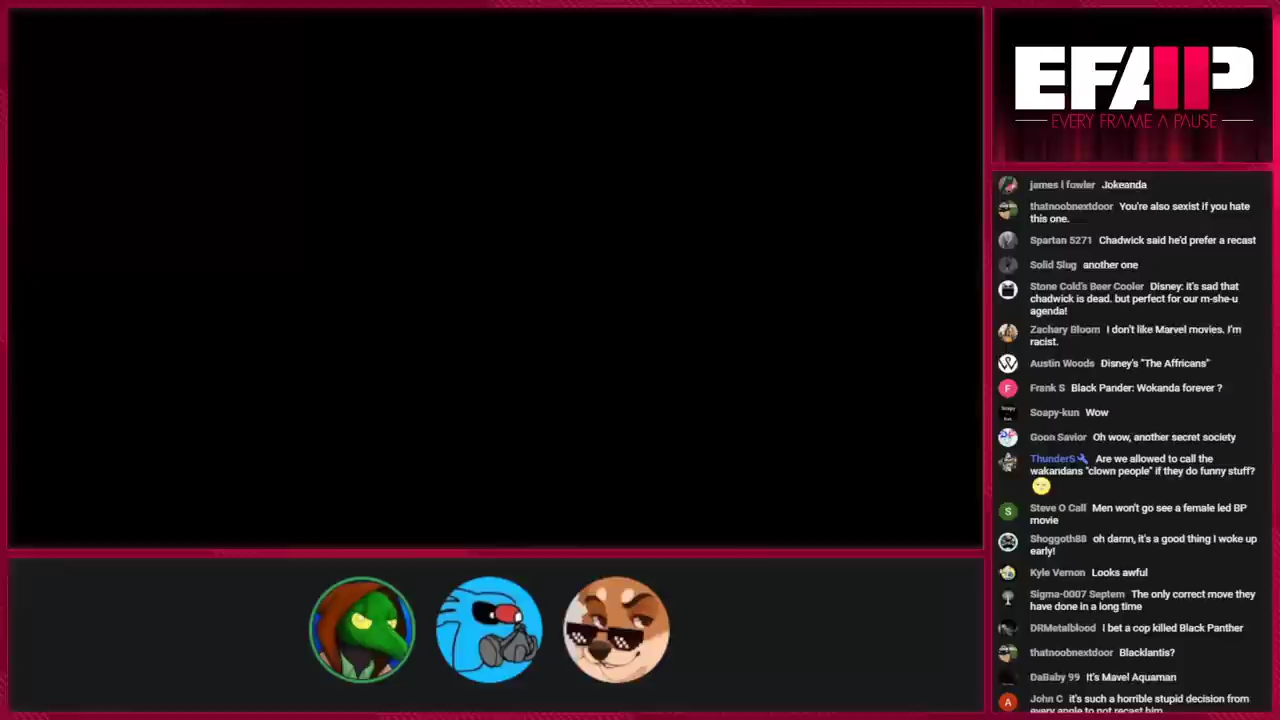 EFAP
EVERY FRAME A PAUSE
james l fowler Jokeanda
thatnoobnextdoor You're also sexist if you hate
this one.
Spartan 5271 Chadwick said he'd prefer a recast
Solid Slug another one
Stone Cold's Beer Cooler Disney: it's sad that
chadwick is dead. but perfect for our m-she-u
agenda!
Zachary Bloom I don't like Marvel movies. I'm
racist.
Austin Woods Disney's "The Affricans"
F
Frank S Black Pander: Wokanda forever ?
Soapy-kun Wow
Goon Savior Oh wow, another secret society
ThunderS Are we allowed to call the
wakandans "clown people" if they do funny stuff?
S
Steve O Call Men won't go see a female led BP
movie
Shoggoth88 oh damn, it's a good thing I woke up
early!
Kyle Vernon Looks awful
Sigma-0007 Septem The only correct move they
have done in a long time
DRMetalblood I bet a cop killed Black Panther
thatnoobnextdoor Blacklantis?
DaBaby 99 It's Mavel Aquaman
A
John C it's such a horrible stupid decision from
every angle to not recast him